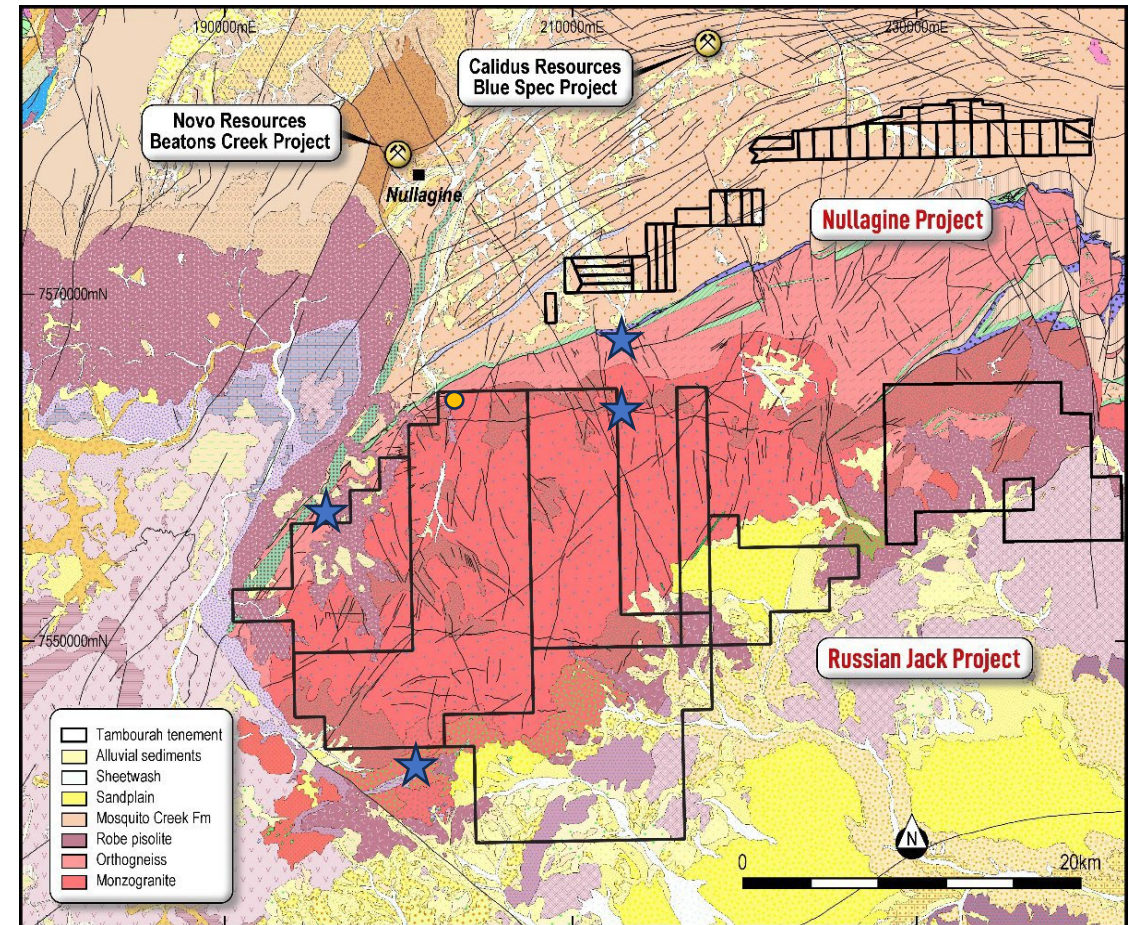 190000mE
210000mE
230000mE
Calidus Resources
Blue Spec Project
Novo Resources
Beatons Creek Project
Nullagine
Nullagine Project
7570000mN
7550000mN
Russian Jack Project
Tambourah tenement
Alluvial sediments
Sheetwash
Sandplain
Mosquito Creek Fm
Robe pisolite
Orthogneiss
Monzogranite
N
0
20km